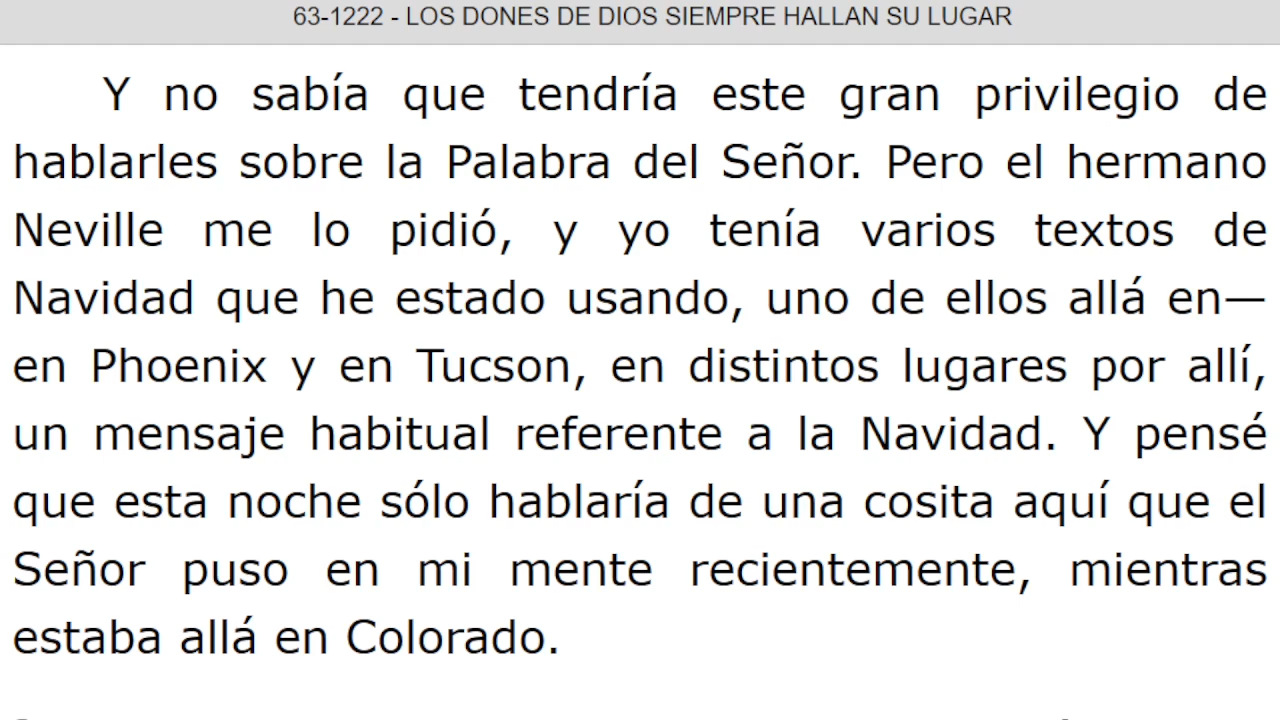 63-1222 - LOS DONES DE DIOS SIEMPRE HALLAN SU LUGAR
Y no sabía que tendría este gran privilegio de
hablarles sobre la Palabra del Señor. Pero el hermano
Neville me lo pidió, y yo tenía varios textos de
Navidad que he estado usando, uno de ellos allá en—
en Phoenix y en Tucson, en distintos lugares por allí,
un mensaje habitual referente a la Navidad. Y pensé
que esta noche sólo hablaría de una cosita aquí que el
Señor puso en mi mente recientemente, mientras
estaba allá en Colorado.